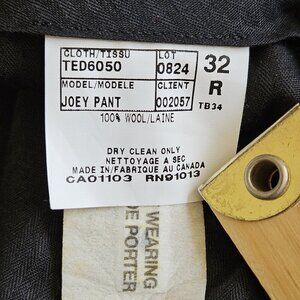 CLOTH/TISSU LOT 32
TED6050 0824
MODEL/MODELE CLIENT R
JOEY PANT 002057 TB34
100% WOOL/LAINE
DRY CLEAN ONLY
NETTOYAGE A SEC
MADE IN/FABRIQUE AU CANADA
CA01103 RN91013
WEARING
DE PORTER